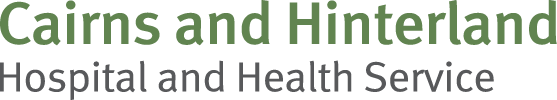 Cairns and Hinterland
Hospital and Health Service